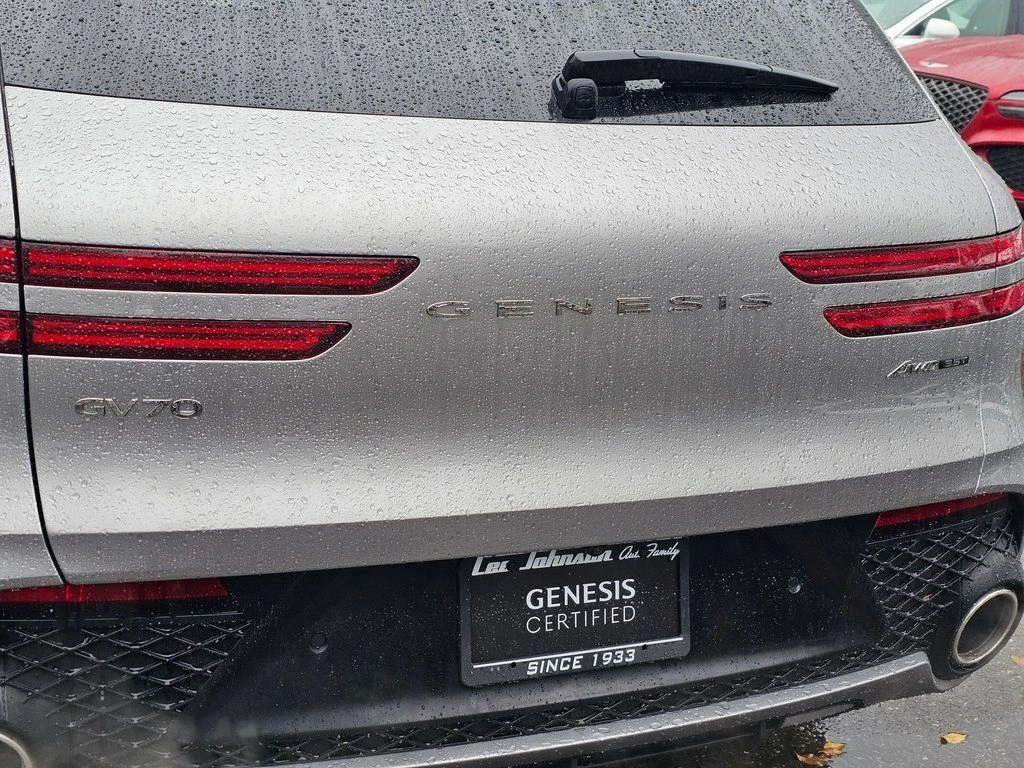 GENESIS
AWD 3.5T
GV70
Lee Johnson Auto Family
GENESIS
CERTIFIED
SINCE 1933